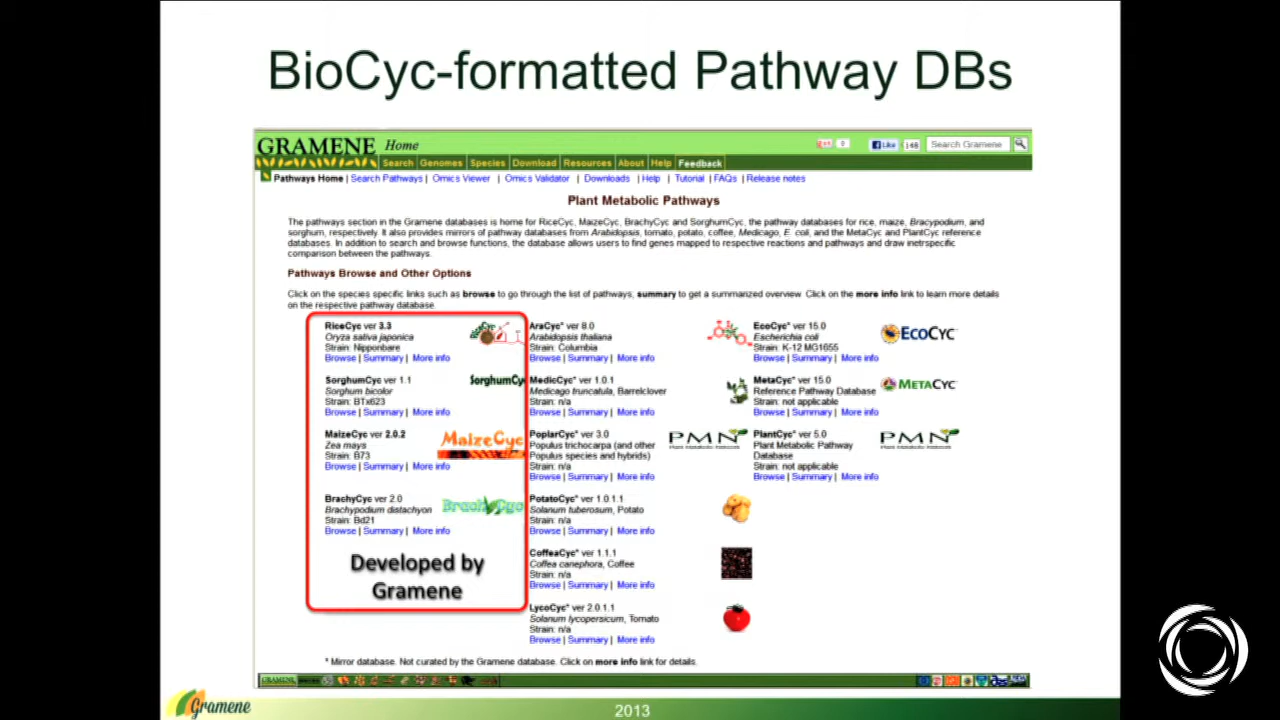 BioCyc-formatted Pathway DBs
GRAMENE Home
Like 148 Search Gramene
Search Genomes Species Download Resources About Help Feedback
Pathways Home | Search Pathways | Omics Viewer | Omics Validator | Downloads | Help | Tutorial | FAQs | Release notes
Plant Metabolic Pathways
The pathways section in the Gramene databases is home for RiceCyc, MaizeCyc, BrachyCyc and SorghumCyc, the pathway databases for rice, maize, Bracypodium, and
sorghum, respectively. It also provides mirrors of pathway databases from Arabidopsis, tomato, potato, coffee, Medicago, E. coli, and the MetaCyc and PlantCyc reference
databases. In addition to search and browse functions, the database allows users to find genes mapped to respective reactions and pathways and draw inetrspecific
comparison between the pathways.
Pathways Browse and Other Options
Click on the species specific links such as browse to go through the list of pathways, summary to get a summarized overview. Click on the more info link to learn more details
on the respective pathway database.
RiceCyc ver 3.3
Oryza sativa japonica
Strain: Nipponbare
Browse | Summary | More info
SorghumCyc ver 1.1
SorghumCyc
Sorghum bicolor
Strain: BTx623
Browse | Summary | More info
MaizeCyc ver 2.0.2
MaizeCyc
Zea mays
Strain: B73
Browse | Summary | More info
BrachyCyc ver 2.0
BrachyCyc
Brachypodium distachyon
Strain: Bd21
Browse | Summary | More info
Developed by
Gramene
AraCyc* ver 8.0
Arabidopsis thaliana
Strain: Columbia
Browse | Summary | More info
MedicCyc* ver 1.0.1
Medicago truncatula, Barrelclover
Strain: n/a
Browse | Summary | More info
PoplarCyc* ver 3.0
PMN
Populus trichocarpa (and other
Populus species and hybrids)
Strain: n/a
Browse | Summary | More info
PotatoCyc* ver 1.0.1.1
Solanum tuberosum, Potato
Strain: n/a
Browse | Summary | More info
CoffeaCyc* ver 1.1.1
Coffea canephora, Coffee
Strain: n/a
Browse | Summary | More info
LycoCyc* ver 2.0.1.1
Solanum lycopersicum, Tomato
Strain: n/a
Browse | Summary | More info
EcoCyc* ver 15.0
EcoCyc
Escherichia coli
Strain: K-12 MG1655
Browse | Summary | More info
MetaCyc* ver 15.0
MetaCyc
Reference Pathway Database
Strain: not applicable
Browse | Summary | More info
PlantCyc* ver 5.0
PMN
Plant Metabolic Pathway
Database
Strain: not applicable
Browse | Summary | More info
* Mirror database. Not curated by the Gramene database. Click on more info link for details.
GRAMENE
Gramene
2013